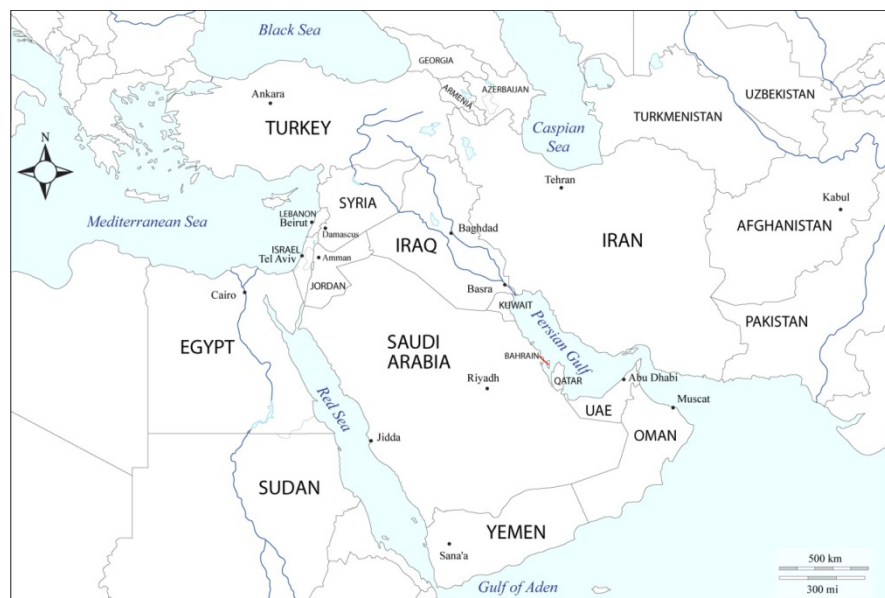 Black Sea
GEORGIA
ARMENIA
AZERBAIJAN
UZBEKISTAN
Ankara
TURKEY
TURKMENISTAN
Caspian
Sea
N
Tehran
Kabul
SYRIA
Mediterranean Sea
LEBANON
Beirut
Damascus
Baghdad
AFGHANISTAN
IRAN
IRAQ
ISRAEL
Tel Aviv
Amman
JORDAN
Basra
Cairo
KUWAIT
PAKISTAN
Persian Gulf
EGYPT
SAUDI
ARABIA
BAHRAIN
QATAR
Riyadh
Abu Dhabi
Red Sea
Muscat
UAE
OMAN
Jidda
SUDAN
YEMEN
Sana'a
500 km
300 mi
Gulf of Aden